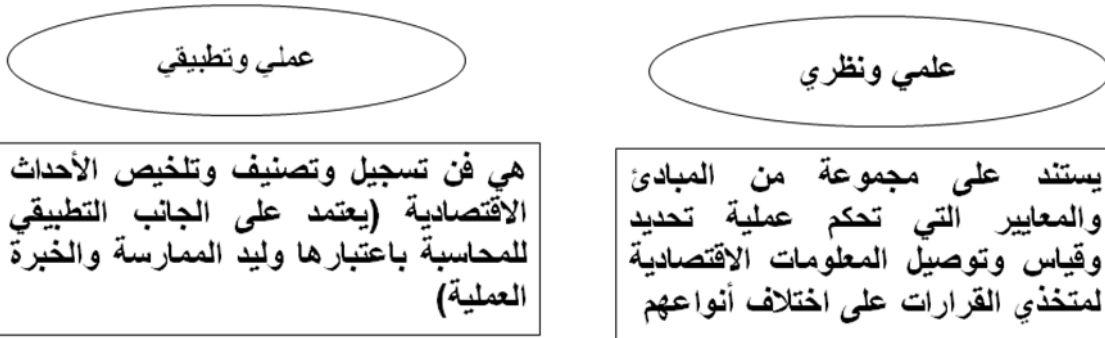 علمي ونظري
يستند على مجموعة من المبادئ
والمعايير التي تحكم عملية تحديد
وقياس وتوصيل المعلومات الاقتصادية
لمتخذي القرارات على اختلاف أنواعهم
عملي وتطبيقي
هي فن تسجيل وتصنيف وتلخيص الأحداث
الاقتصادية (يعتمد على الجانب التطبيقي
للمحاسبة باعتبارها وليد الممارسة والخبرة
العملية)